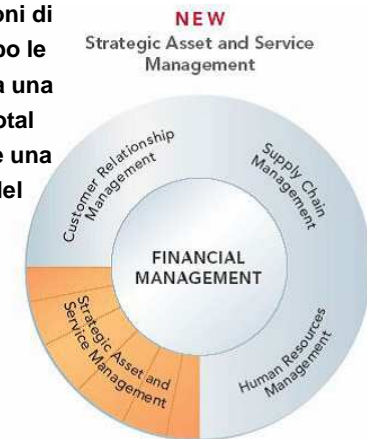 oni di
po le
a una
otal
e una
del
NEW
Strategic Asset and Service
Management
Customer Relationship
Management
Supply Chain
Management
FINANCIAL
MANAGEMENT
Strategic Asset and
Service Management
Human Resources
Management